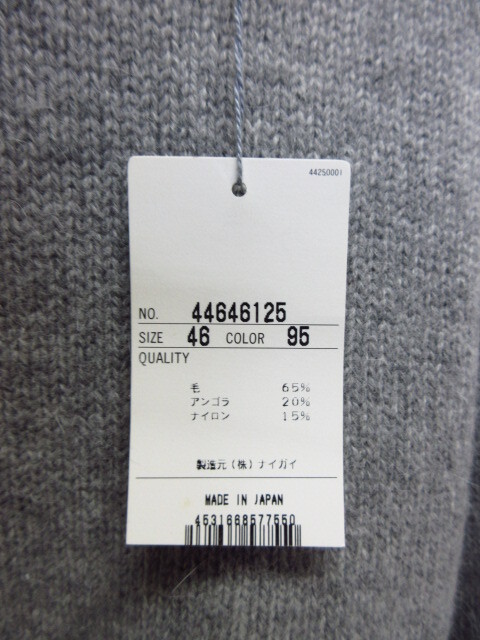 44250001
NO. 44646125
SIZE 46 COLOR 95
QUALITY
毛 65%
アンゴラ 20%
ナイロン 15%
製造元(株)ナイガイ
MADE IN JAPAN
4531668577550